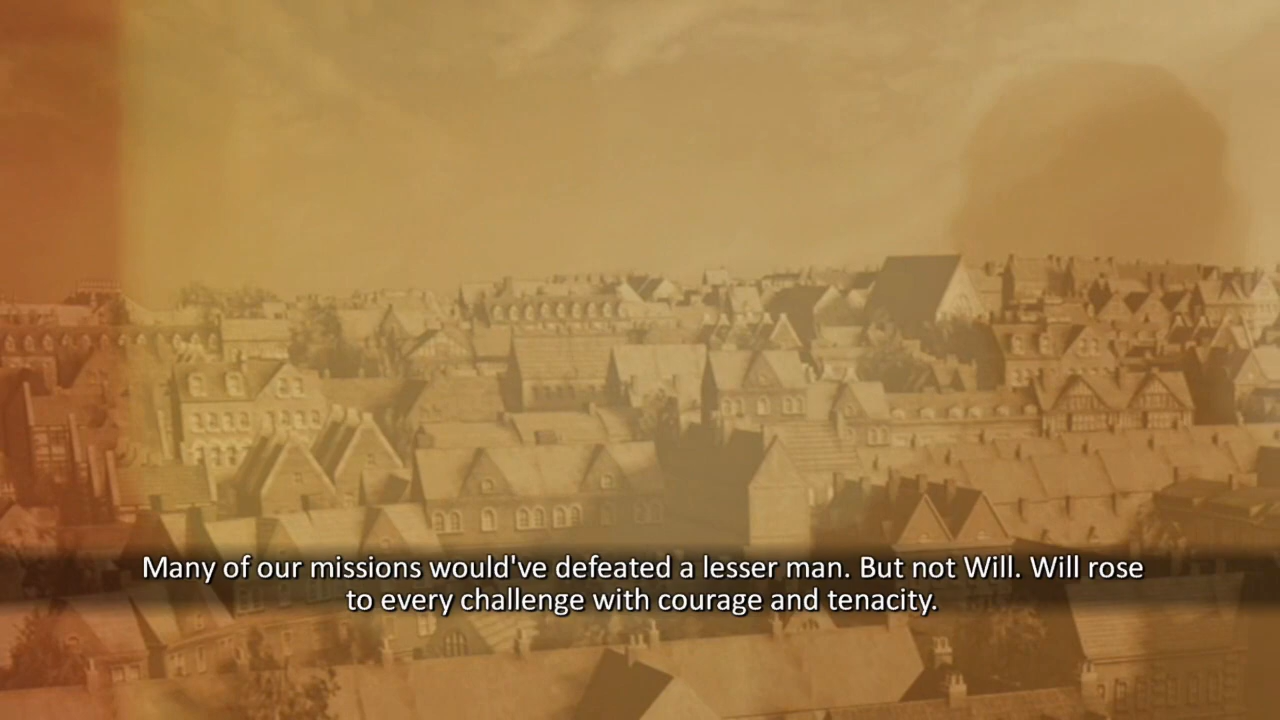 Many of our missions would've defeated a lesser man. But not Will. Will rose
to every challenge with courage and tenacity.